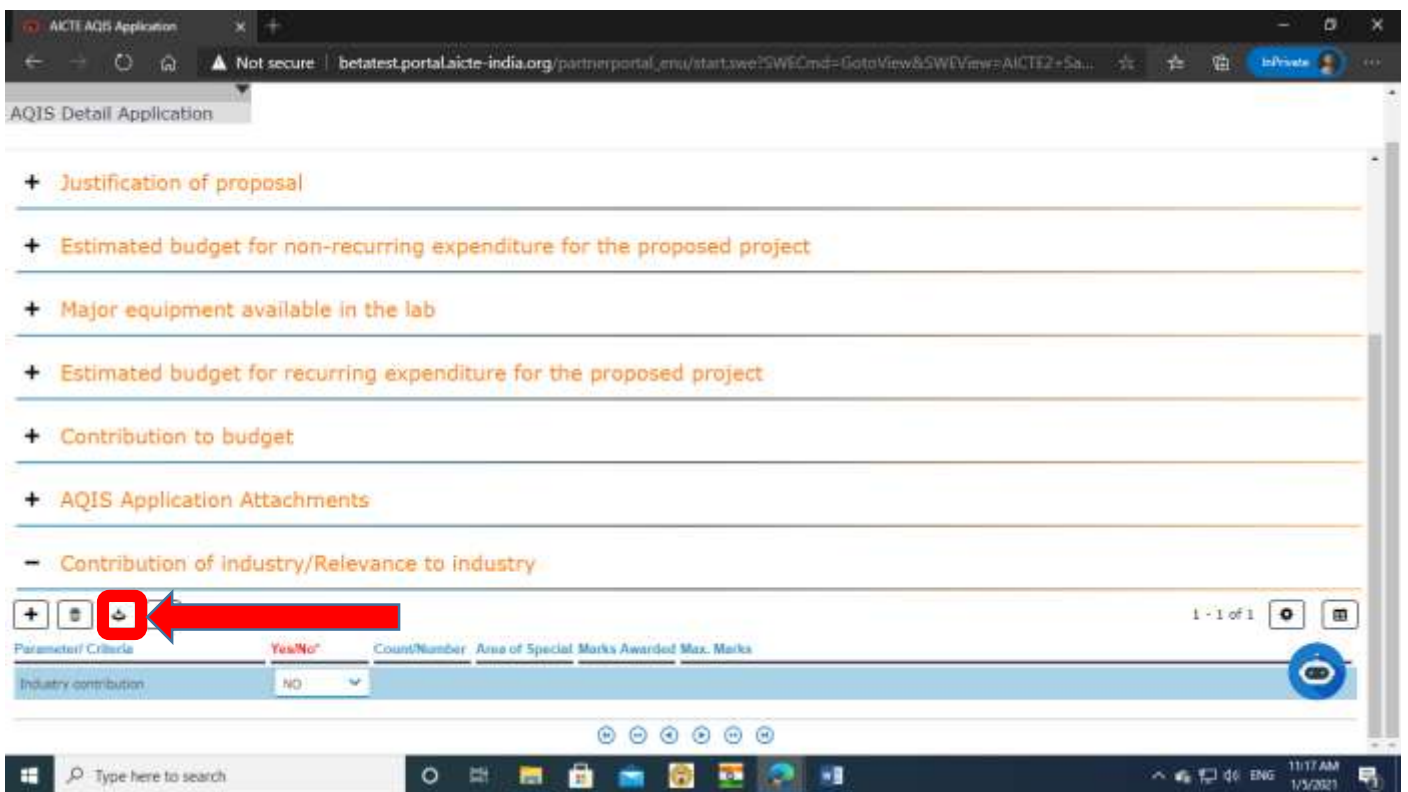 AICTE AQIS Application
Not secure betatest.portal.aicte-india.org/partnerportal_enu/start.swe?SWECmd=GotoView&SWEView=AICTE2+Sa...
InPrivate
AQIS Detail Application
+ Justification of proposal
+ Estimated budget for non-recurring expenditure for the proposed project
+ Major equipment available in the lab
+ Estimated budget for recurring expenditure for the proposed project
+ Contribution to budget
+ AQIS Application Attachments
− Contribution of industry/Relevance to industry
1 - 1 of 1
Parameter/ Criteria Yes/No* Count/Number Area of Special Marks Awarded Max. Marks
Industry contribution NO
Type here to search
ENG 11:17 AM
1/5/2021